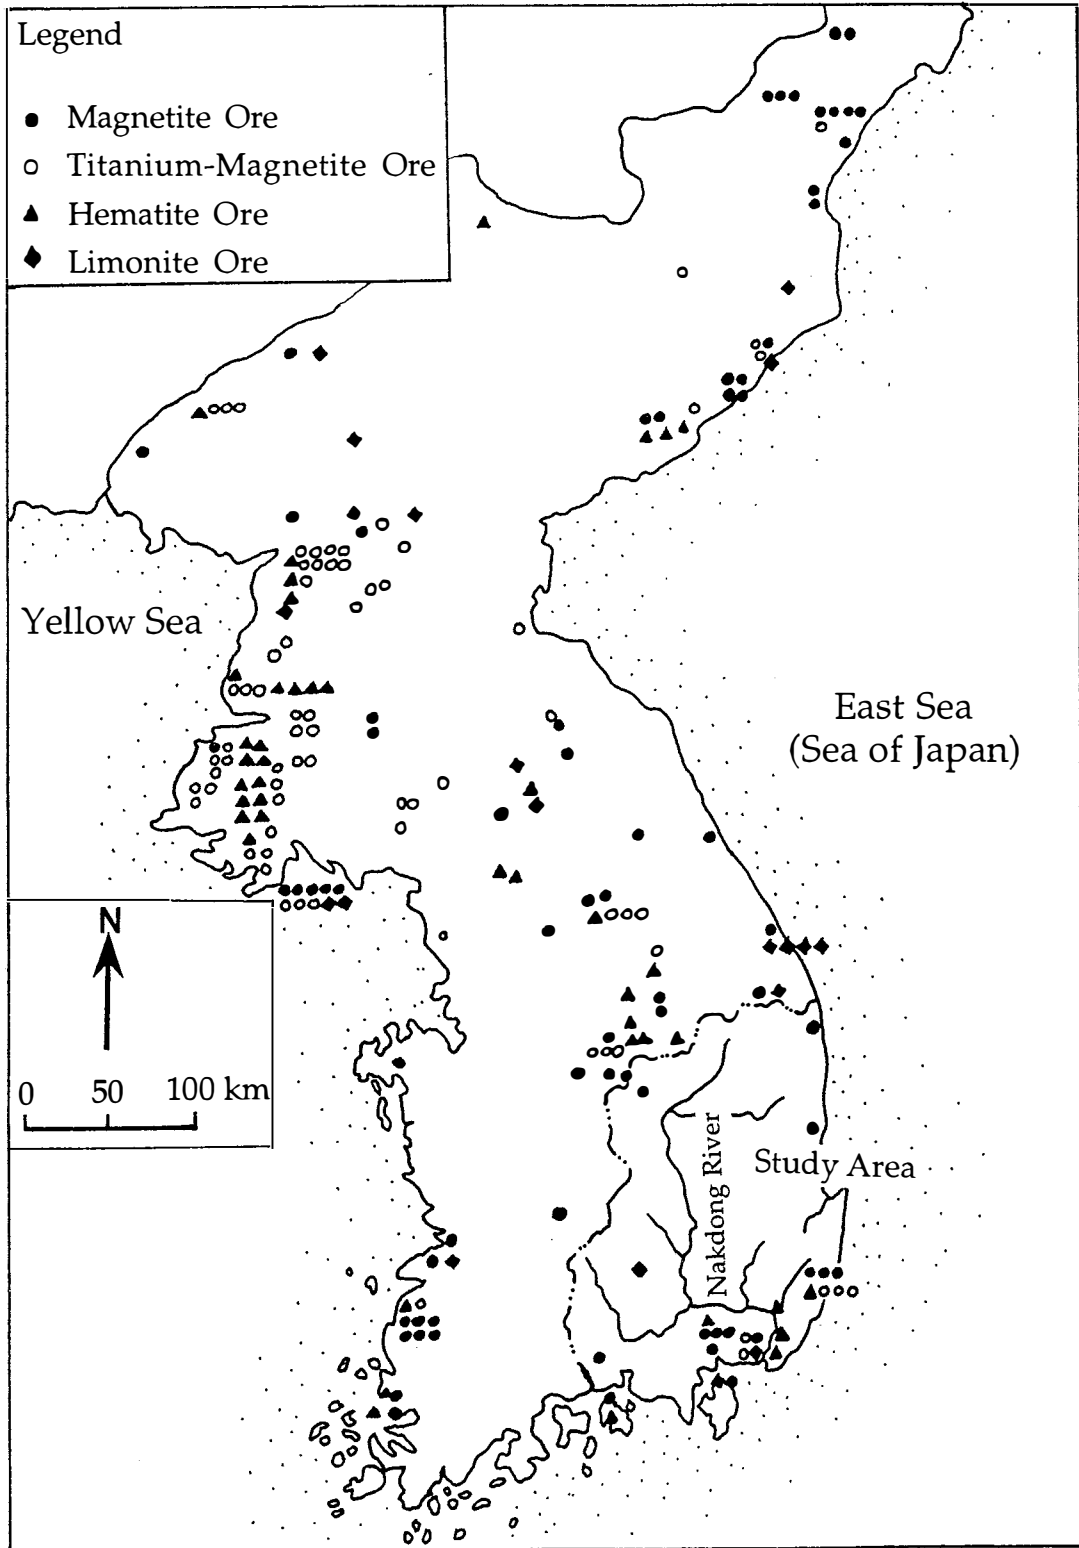 Legend
Magnetite Ore
Titanium-Magnetite Ore
Hematite Ore
Limonite Ore
Yellow Sea
East Sea
(Sea of Japan)
N
0 50 100 km
Nakdong River
Study Area